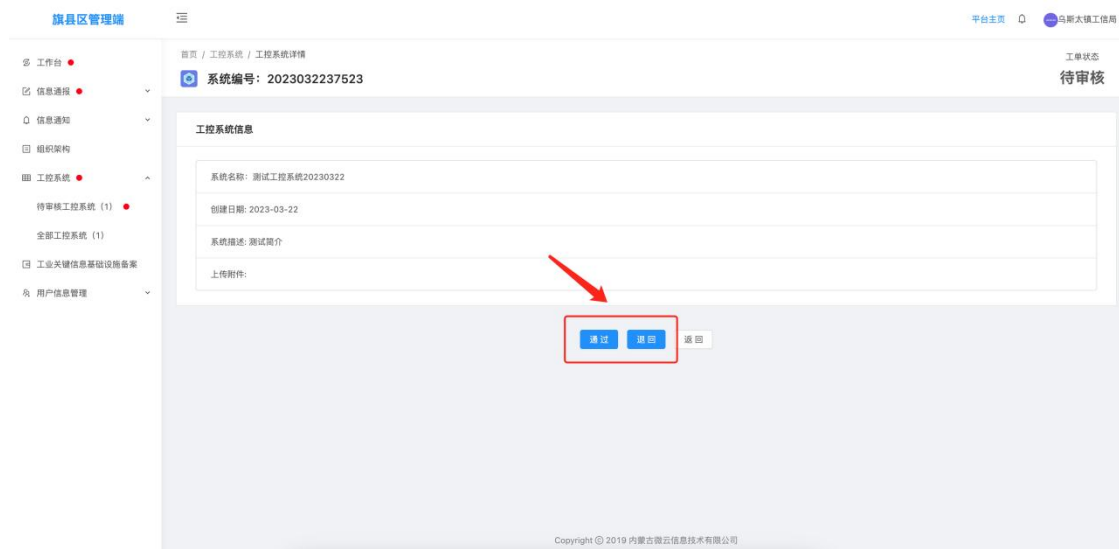 旗县区管理端
平台主页 乌斯太镇工信局
工作台
信息通报
信息通知
组织架构
工控系统
待审核工控系统（1）
全部工控系统（1）
工业关键信息基础设施备案
用户信息管理
首页 / 工控系统 / 工控系统详情
系统编号：2023032237523
工单状态
待审核
工控系统信息
系统名称：测试工控系统20230322
创建日期: 2023-03-22
系统描述: 测试简介
上传附件:
通过 退回 返回
Copyright © 2019 内蒙古微云信息技术有限公司